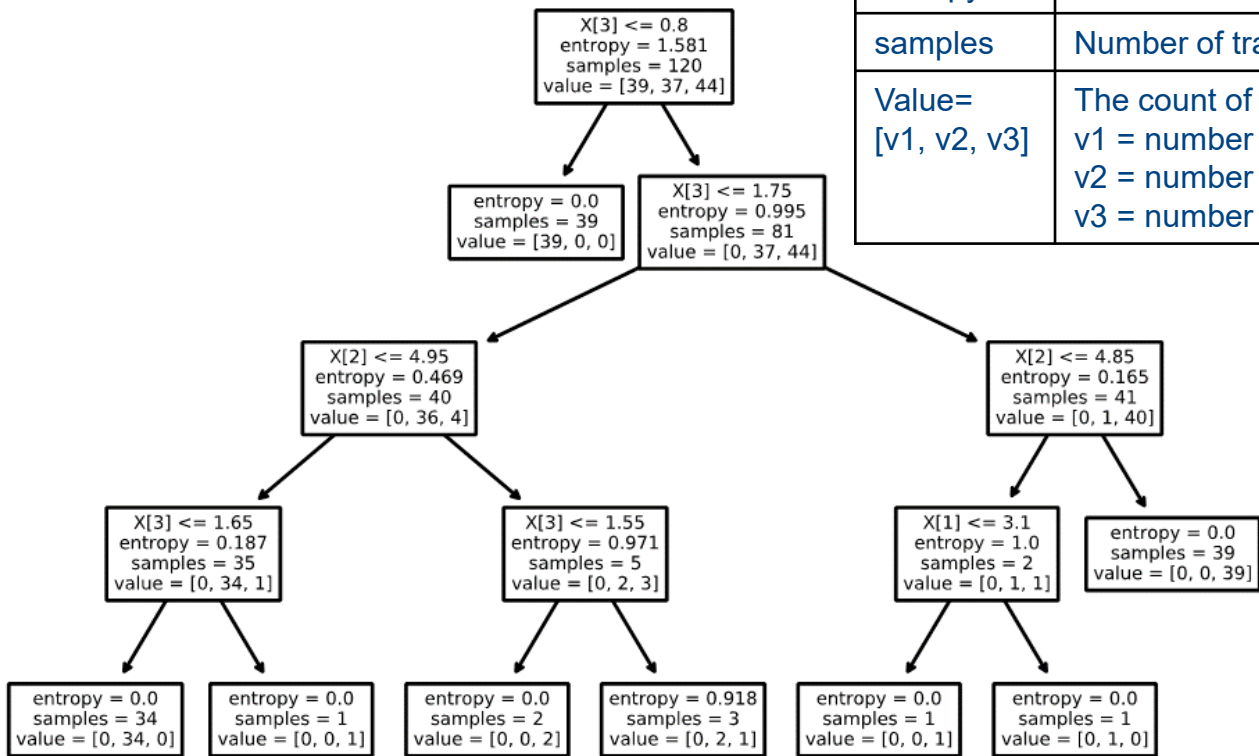 X[3] <= 0.8
entropy = 1.581
samples = 120
value = [39, 37, 44]
samples
Number of tra
Value=
[v1, v2, v3]
The count of
v1 = number
v2 = number
v3 = number
entropy = 0.0
samples = 39
value = [39, 0, 0]
X[3] <= 1.75
entropy = 0.995
samples = 81
value = [0, 37, 44]
X[2] <= 4.95
entropy = 0.469
samples = 40
value = [0, 36, 4]
X[2] <= 4.85
entropy = 0.165
samples = 41
value = [0, 1, 40]
X[3] <= 1.65
entropy = 0.187
samples = 35
value = [0, 34, 1]
X[3] <= 1.55
entropy = 0.971
samples = 5
value = [0, 2, 3]
X[1] <= 3.1
entropy = 1.0
samples = 2
value = [0, 1, 1]
entropy = 0.0
samples = 39
value = [0, 0, 39]
entropy = 0.0
samples = 34
value = [0, 34, 0]
entropy = 0.0
samples = 1
value = [0, 0, 1]
entropy = 0.0
samples = 2
value = [0, 0, 2]
entropy = 0.918
samples = 3
value = [0, 2, 1]
entropy = 0.0
samples = 1
value = [0, 0, 1]
entropy = 0.0
samples = 1
value = [0, 1, 0]